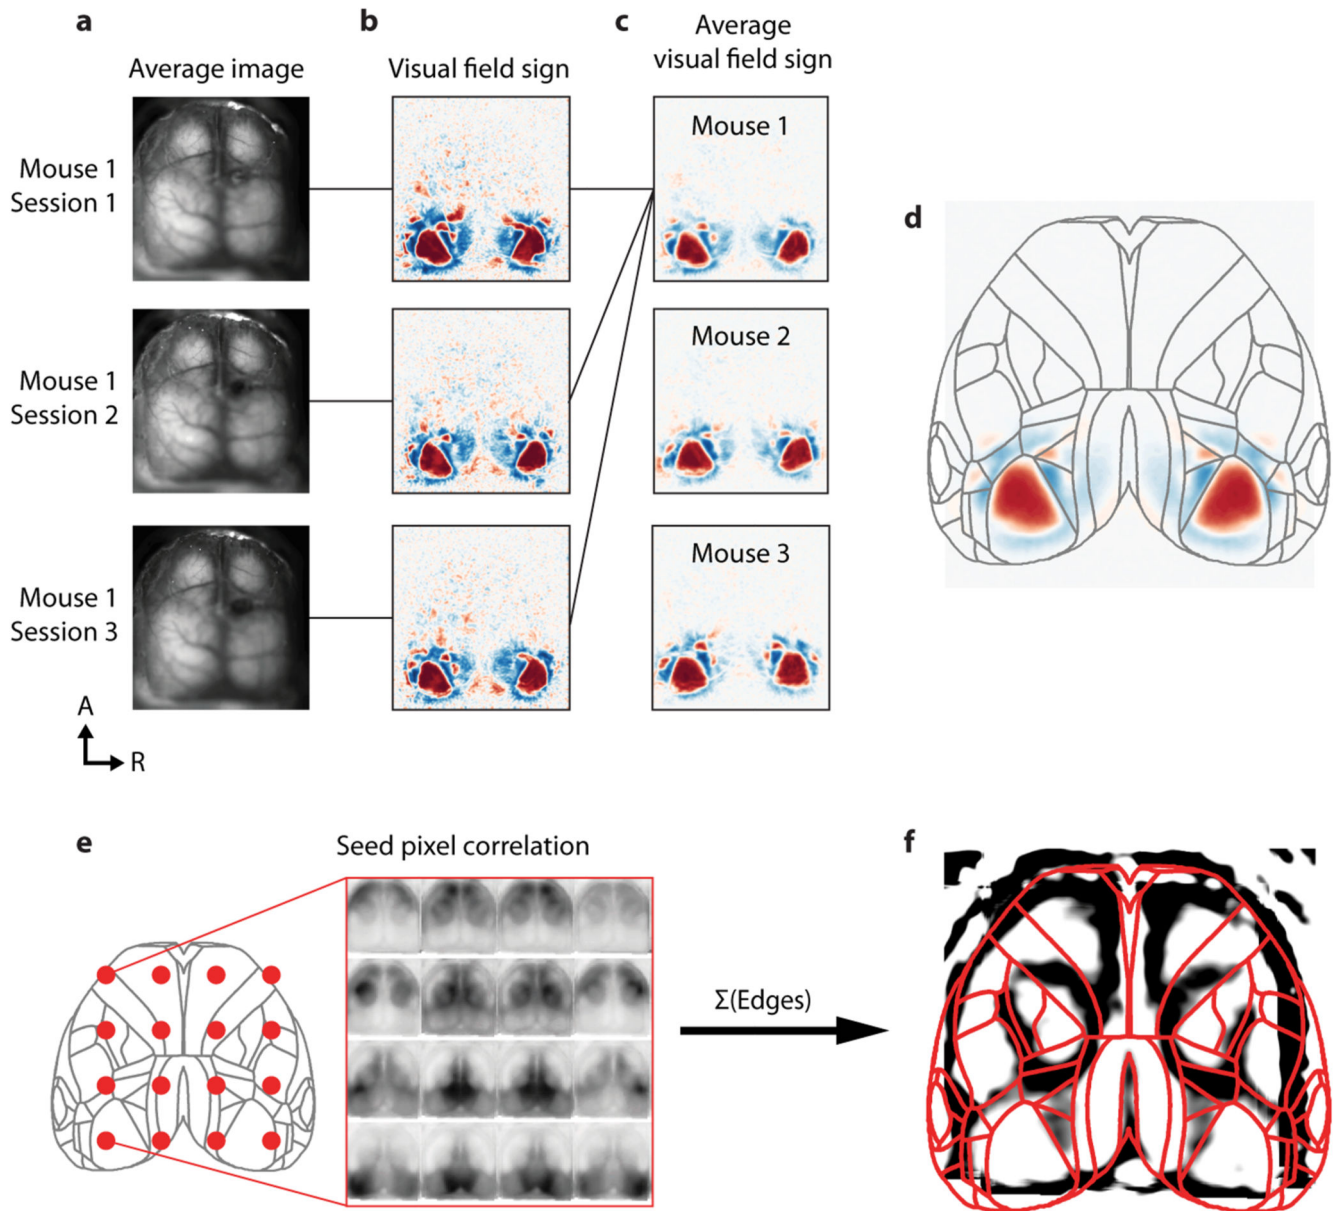 a
b
c
Average image
Visual field sign
Average
visual field sign
Mouse 1
Session 1
Mouse 1
d
Mouse 1
Session 2
Mouse 2
Mouse 1
Session 3
Mouse 3
A
R
e
Seed pixel correlation
f
Σ(Edges)